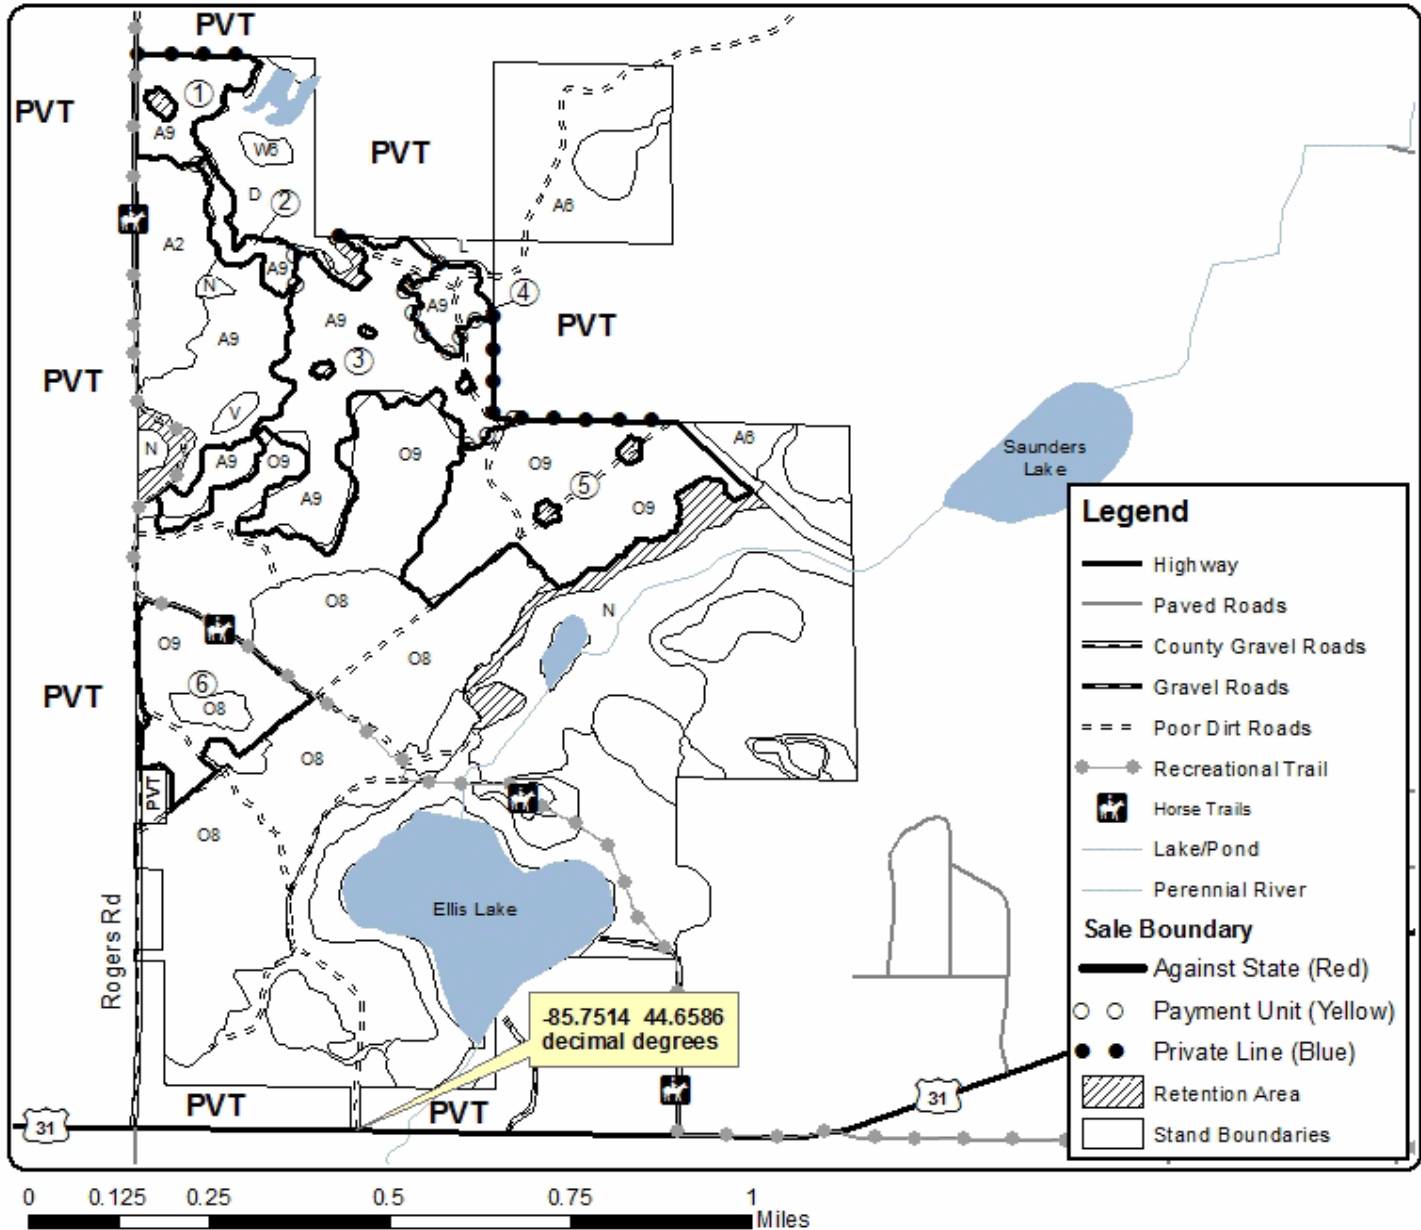 PVT
PVT
1
A9
W6
PVT
D
2
A6
A2
L
A9
N
4
A9
A9
PVT
A9
3
PVT
V
A6
N
A9
O9
O9
O9
5
A9
O9
Saunders
Lake
O8
N
O9
O8
PVT
6
O8
O8
PVT
O8
Ellis Lake
Rogers Rd
-85.7514 44.6586
decimal degrees
PVT
PVT
31
31
Legend
Highway
Paved Roads
County Gravel Roads
Gravel Roads
Poor Dirt Roads
Recreational Trail
Horse Trails
Lake/Pond
Perennial River
Sale Boundary
Against State (Red)
Payment Unit (Yellow)
Private Line (Blue)
Retention Area
Stand Boundaries
0 0.125 0.25 0.5 0.75 1
Miles